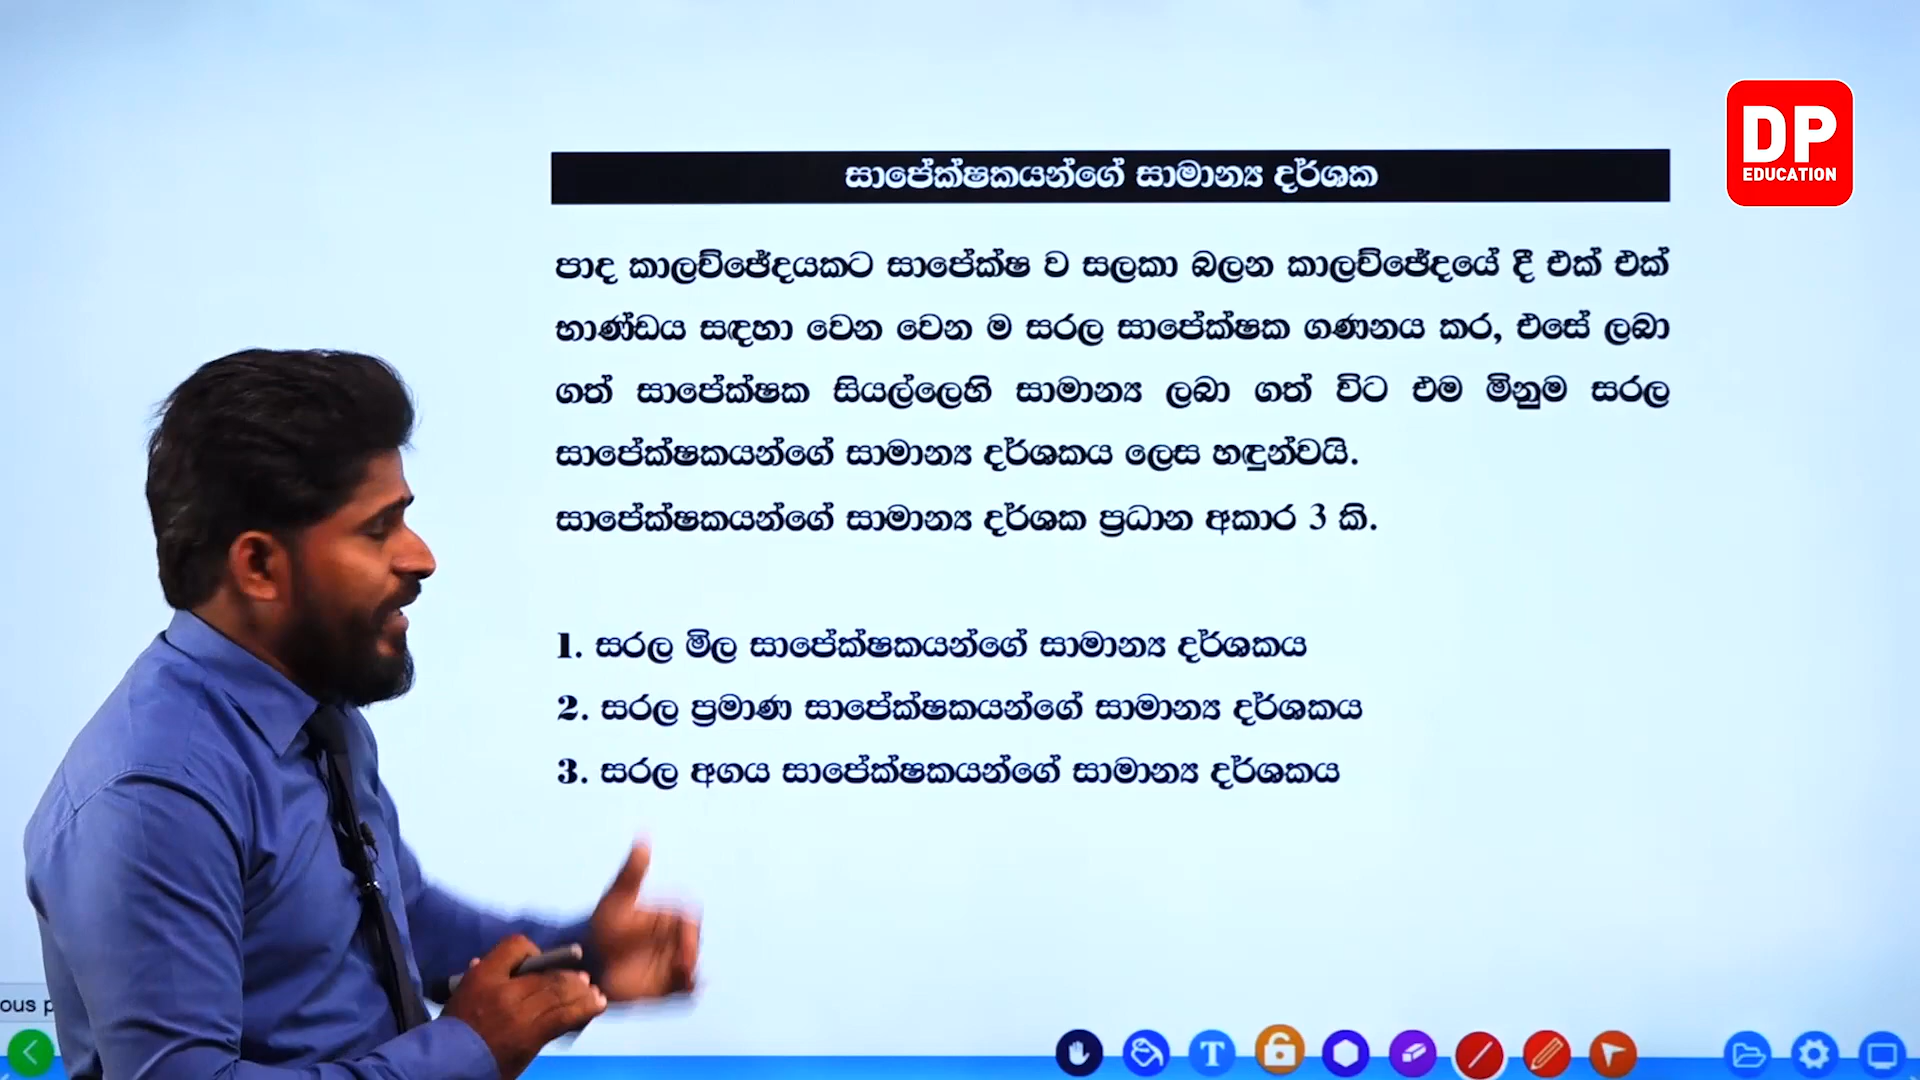 DP
EDUCATION
සාපේක්ෂකයන්ගේ සාමාන්‍ය දර්ශක
පාද කාලච්ඡේදයකට සාපේක්ෂ ව සලකා බලන කාලච්ඡේදයේ දී එක් එක්
භාණ්ඩය සඳහා වෙන වෙන ම සරල සාපේක්ෂක ගණනය කර, එසේ ලබා
ගත් සාපේක්ෂක සියල්ලෙහි සාමාන්‍ය ලබා ගත් විට එම මිනුම සරල
සාපේක්ෂකයන්ගේ සාමාන්‍ය දර්ශකය ලෙස හඳුන්වයි.
සාපේක්ෂකයන්ගේ සාමාන්‍ය දර්ශක ප්‍රධාන අකාර 3 කි.
1. සරල මිල සාපේක්ෂකයන්ගේ සාමාන්‍ය දර්ශකය
2. සරල ප්‍රමාණ සාපේක්ෂකයන්ගේ සාමාන්‍ය දර්ශකය
3. සරල අගය සාපේක්ෂකයන්ගේ සාමාන්‍ය දර්ශකය
ous p
T